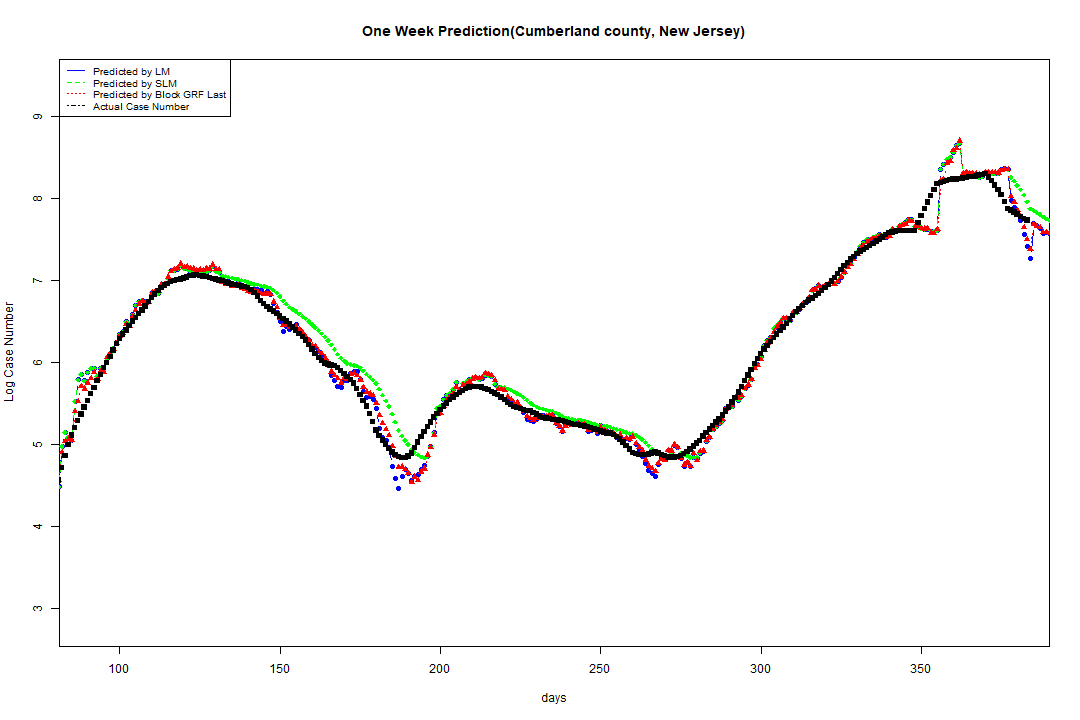 One Week Prediction(Cumberland county, New Jersey)
Predicted by LM
Predicted by SLM
Predicted by Block GRF Last
Actual Case Number
9
8
7
6
5
4
3
Log Case Number
100 150 200 250 300 350
days